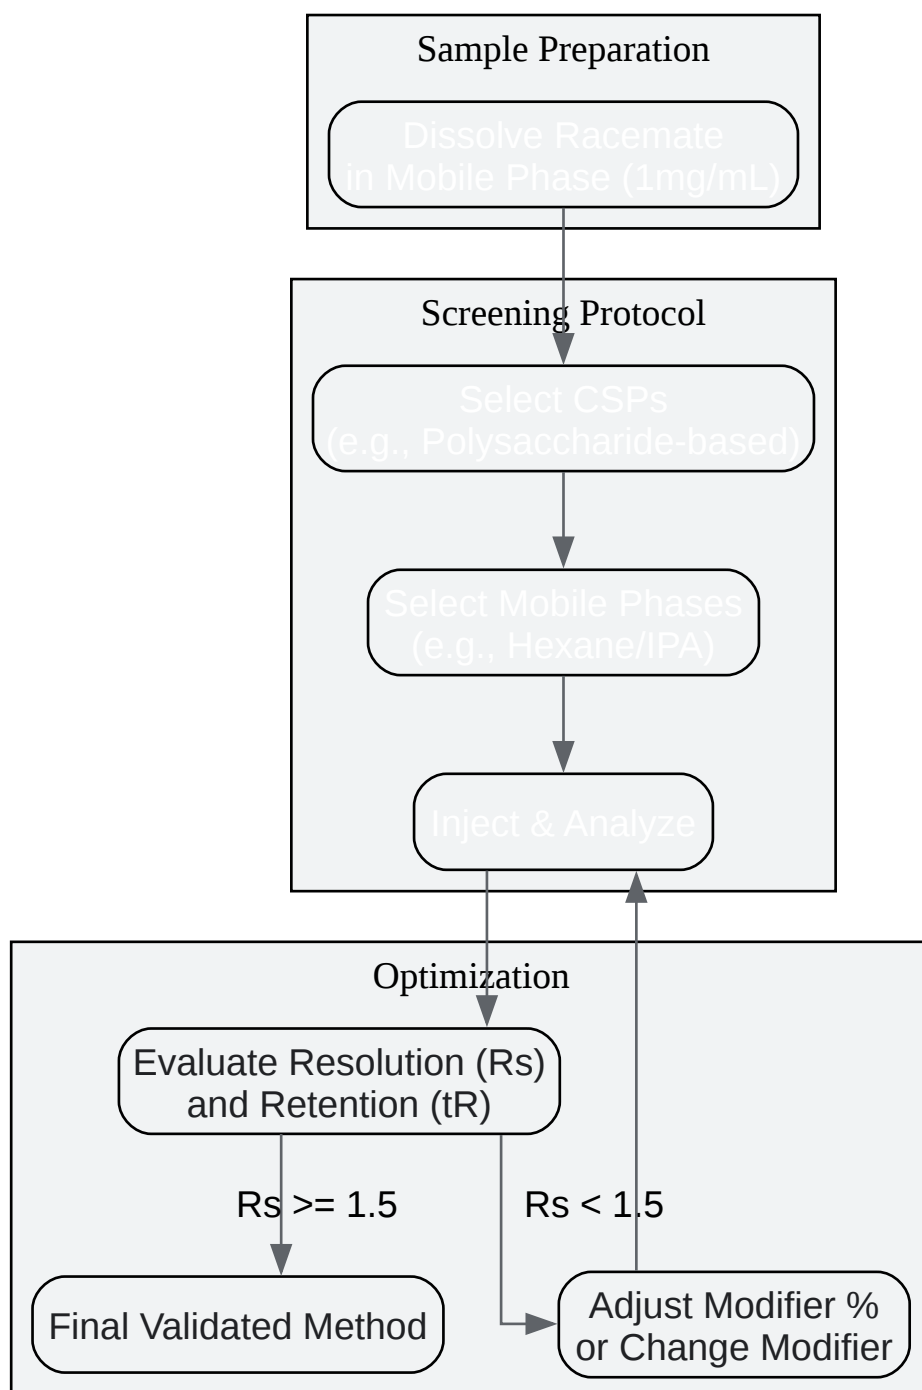 Sample Preparation
Dissolve Racemate
in Mobile Phase (1mg/mL)
Screening Protocol
Select CSPs
(e.g., Polysaccharide-based)
Select Mobile Phases
(e.g., Hexane/IPA)
Inject & Analyze
Optimization
Evaluate Resolution (Rs)
and Retention (tR)
Rs >= 1.5
Rs < 1.5
Final Validated Method
Adjust Modifier %
or Change Modifier